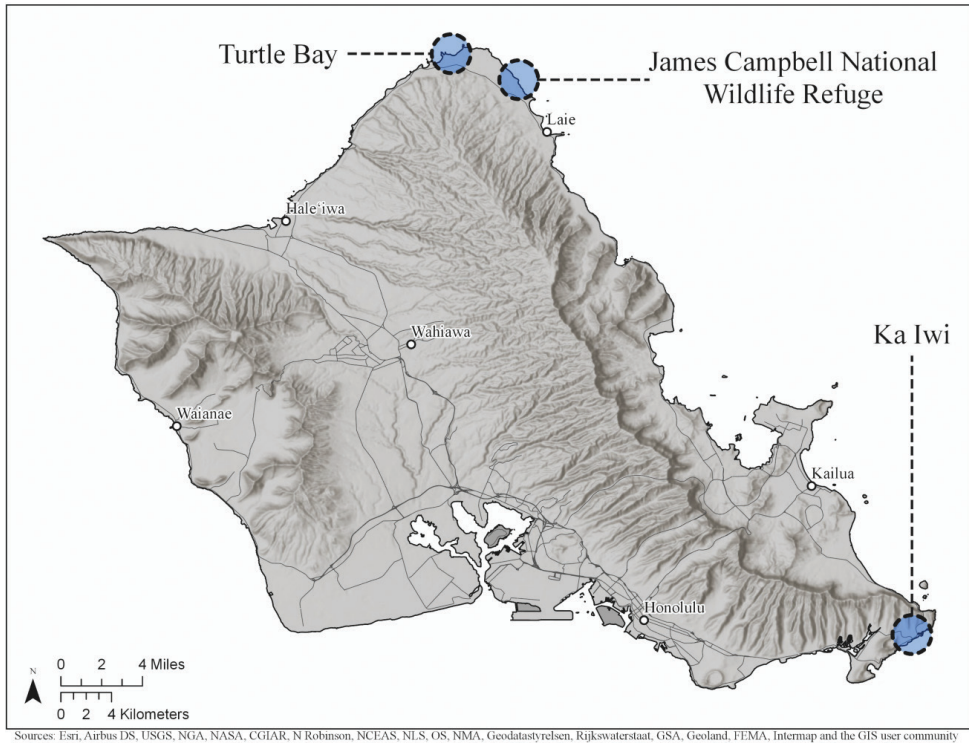 Turtle Bay
James Campbell National
Wildlife Refuge
Laie
Hale‘iwa
Wahiawa
Ka Iwi
Waianae
Kailua
Honolulu
N
0 2 4 Miles
0 2 4 Kilometers
Sources: Esri, Airbus DS, USGS, NGA, NASA, CGIAR, N Robinson, NCEAS, NLS, OS, NMA, Geodatastyrelsen, Rijkswaterstaat, GSA, Geoland, FEMA, Intermap and the GIS user community